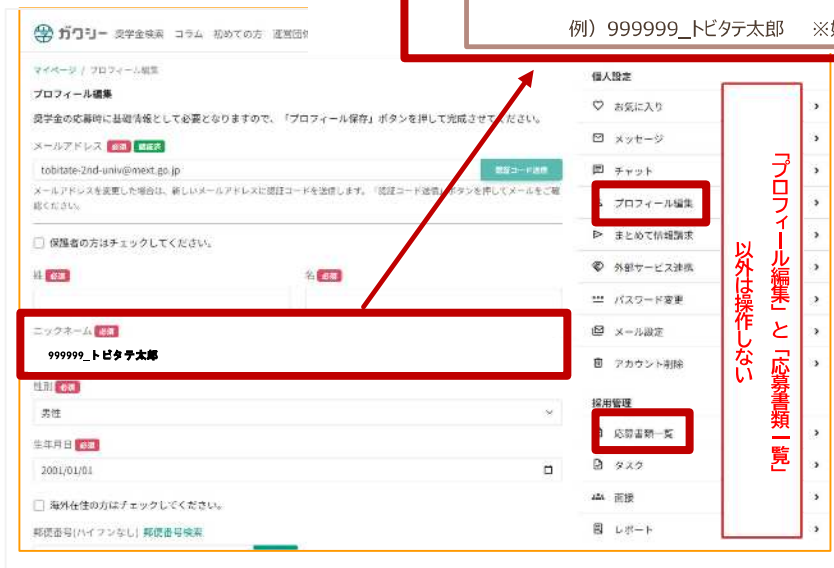 例）999999_トビタテ太郎　※
ガクシー 奨学金検索 コラム 初めての方 運営団体
マイページ / プロフィール編集
プロフィール編集
奨学金の応募時に基礎情報として必要となりますので、「プロフィール保存」ボタンを押して完成させてください。
メールアドレス 必須 認証済
tobitate-2nd-univ@mext.go.jp 認証コード送信
メールアドレスを変更した場合は、新しいメールアドレスに認証コードを送信します。「認証コード送信」ボタンを押してメールをご確
認ください。
保護者の方はチェックしてください。
姓 必須 名 必須
ニックネーム 必須
999999_トビタテ太郎
性別 必須
男性
生年月日 必須
2001/01/01
海外在住の方はチェックしてください。
郵便番号(ハイフンなし) 郵便番号検索
個人設定
お気に入り
メッセージ
チャット
プロフィール編集
まとめて情報請求
外部サービス連携
パスワード変更
メール設定
アカウント削除
採用管理
応募書類一覧
タスク
面接
レポート
「プロフィール編集」と「応募書類一覧」
以外は操作しない